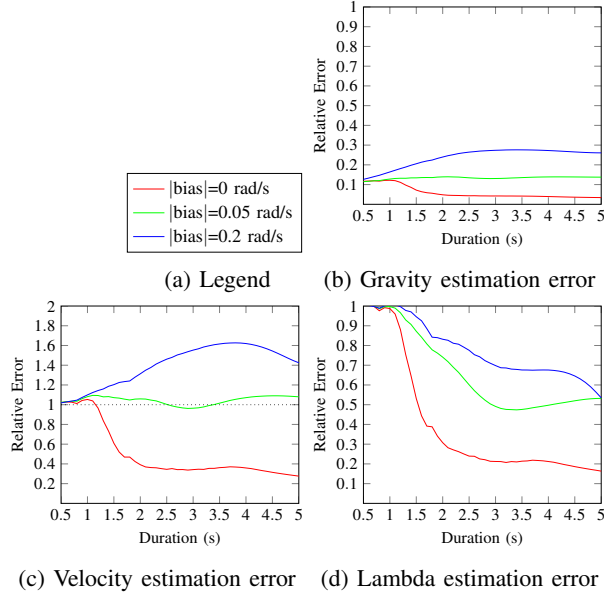 |bias|=0 rad/s
|bias|=0.05 rad/s
|bias|=0.2 rad/s
(a) Legend
1
0.9
0.8
0.7
0.6
0.5
0.4
0.3
0.2
0.1
Relative Error
0.5 1 1.5 2 2.5 3 3.5 4 4.5 5
Duration (s)
(b) Gravity estimation error
2
1.8
1.6
1.4
1.2
1
0.8
0.6
0.4
0.2
Relative Error
0.5 1 1.5 2 2.5 3 3.5 4 4.5 5
Duration (s)
(c) Velocity estimation error
1
0.9
0.8
0.7
0.6
0.5
0.4
0.3
0.2
0.1
Relative Error
0.5 1 1.5 2 2.5 3 3.5 4 4.5 5
Duration (s)
(d) Lambda estimation error